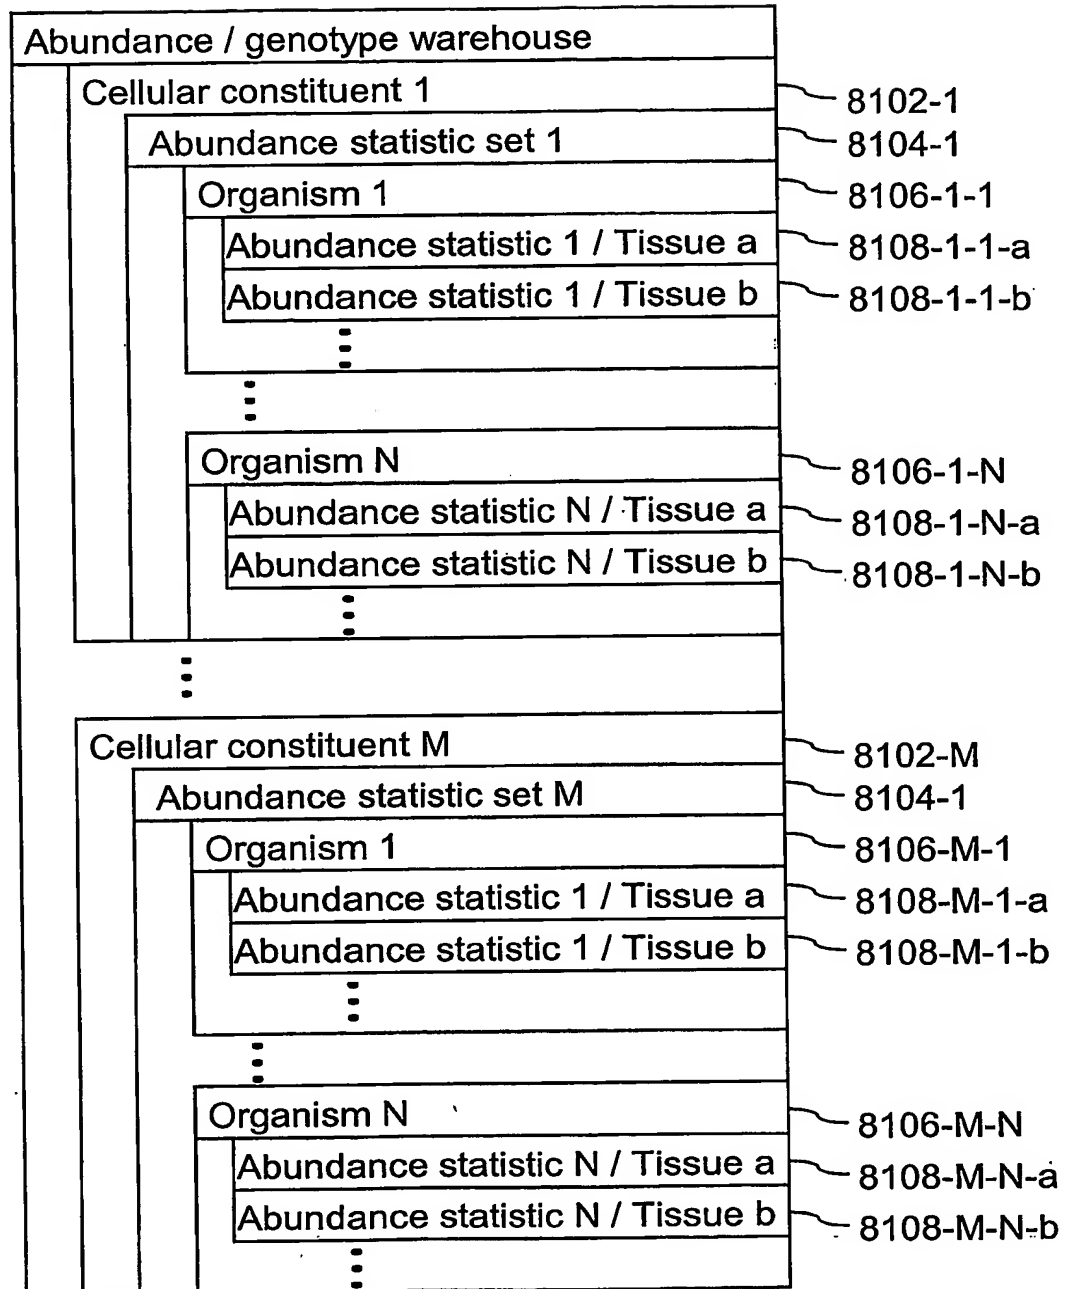 Abundance / genotype warehouse
Cellular constituent 1 8102-1
Abundance statistic set 1 8104-1
Organism 1 8106-1-1
Abundance statistic 1 / Tissue a 8108-1-1-a
Abundance statistic 1 / Tissue b 8108-1-1-b
Organism N 8106-1-N
Abundance statistic N / Tissue a 8108-1-N-a
Abundance statistic N / Tissue b 8108-1-N-b
Cellular constituent M 8102-M
Abundance statistic set M 8104-1
Organism 1 8106-M-1
Abundance statistic 1 / Tissue a 8108-M-1-a
Abundance statistic 1 / Tissue b 8108-M-1-b
Organism N 8106-M-N
Abundance statistic N / Tissue a 8108-M-N-a
Abundance statistic N / Tissue b 8108-M-N-b